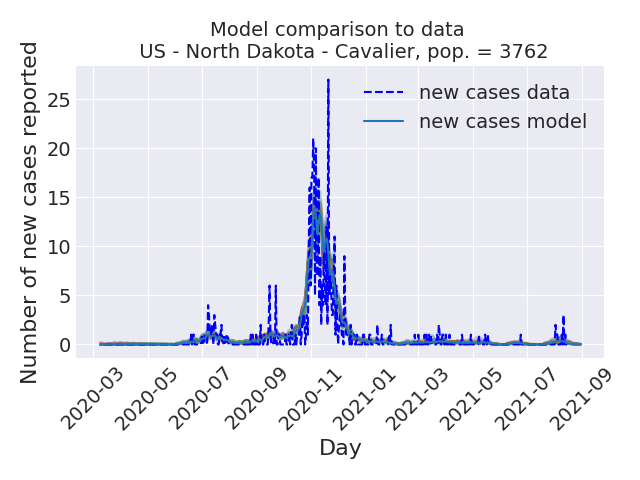 Model comparison to data
US - North Dakota - Cavalier, pop. = 3762
Number of new cases reported
25
20
15
10
5
0
new cases data
new cases model
2020-03
2020-05
2020-07
2020-09
2020-11
2021-01
2021-03
2021-05
2021-07
2021-09
Day